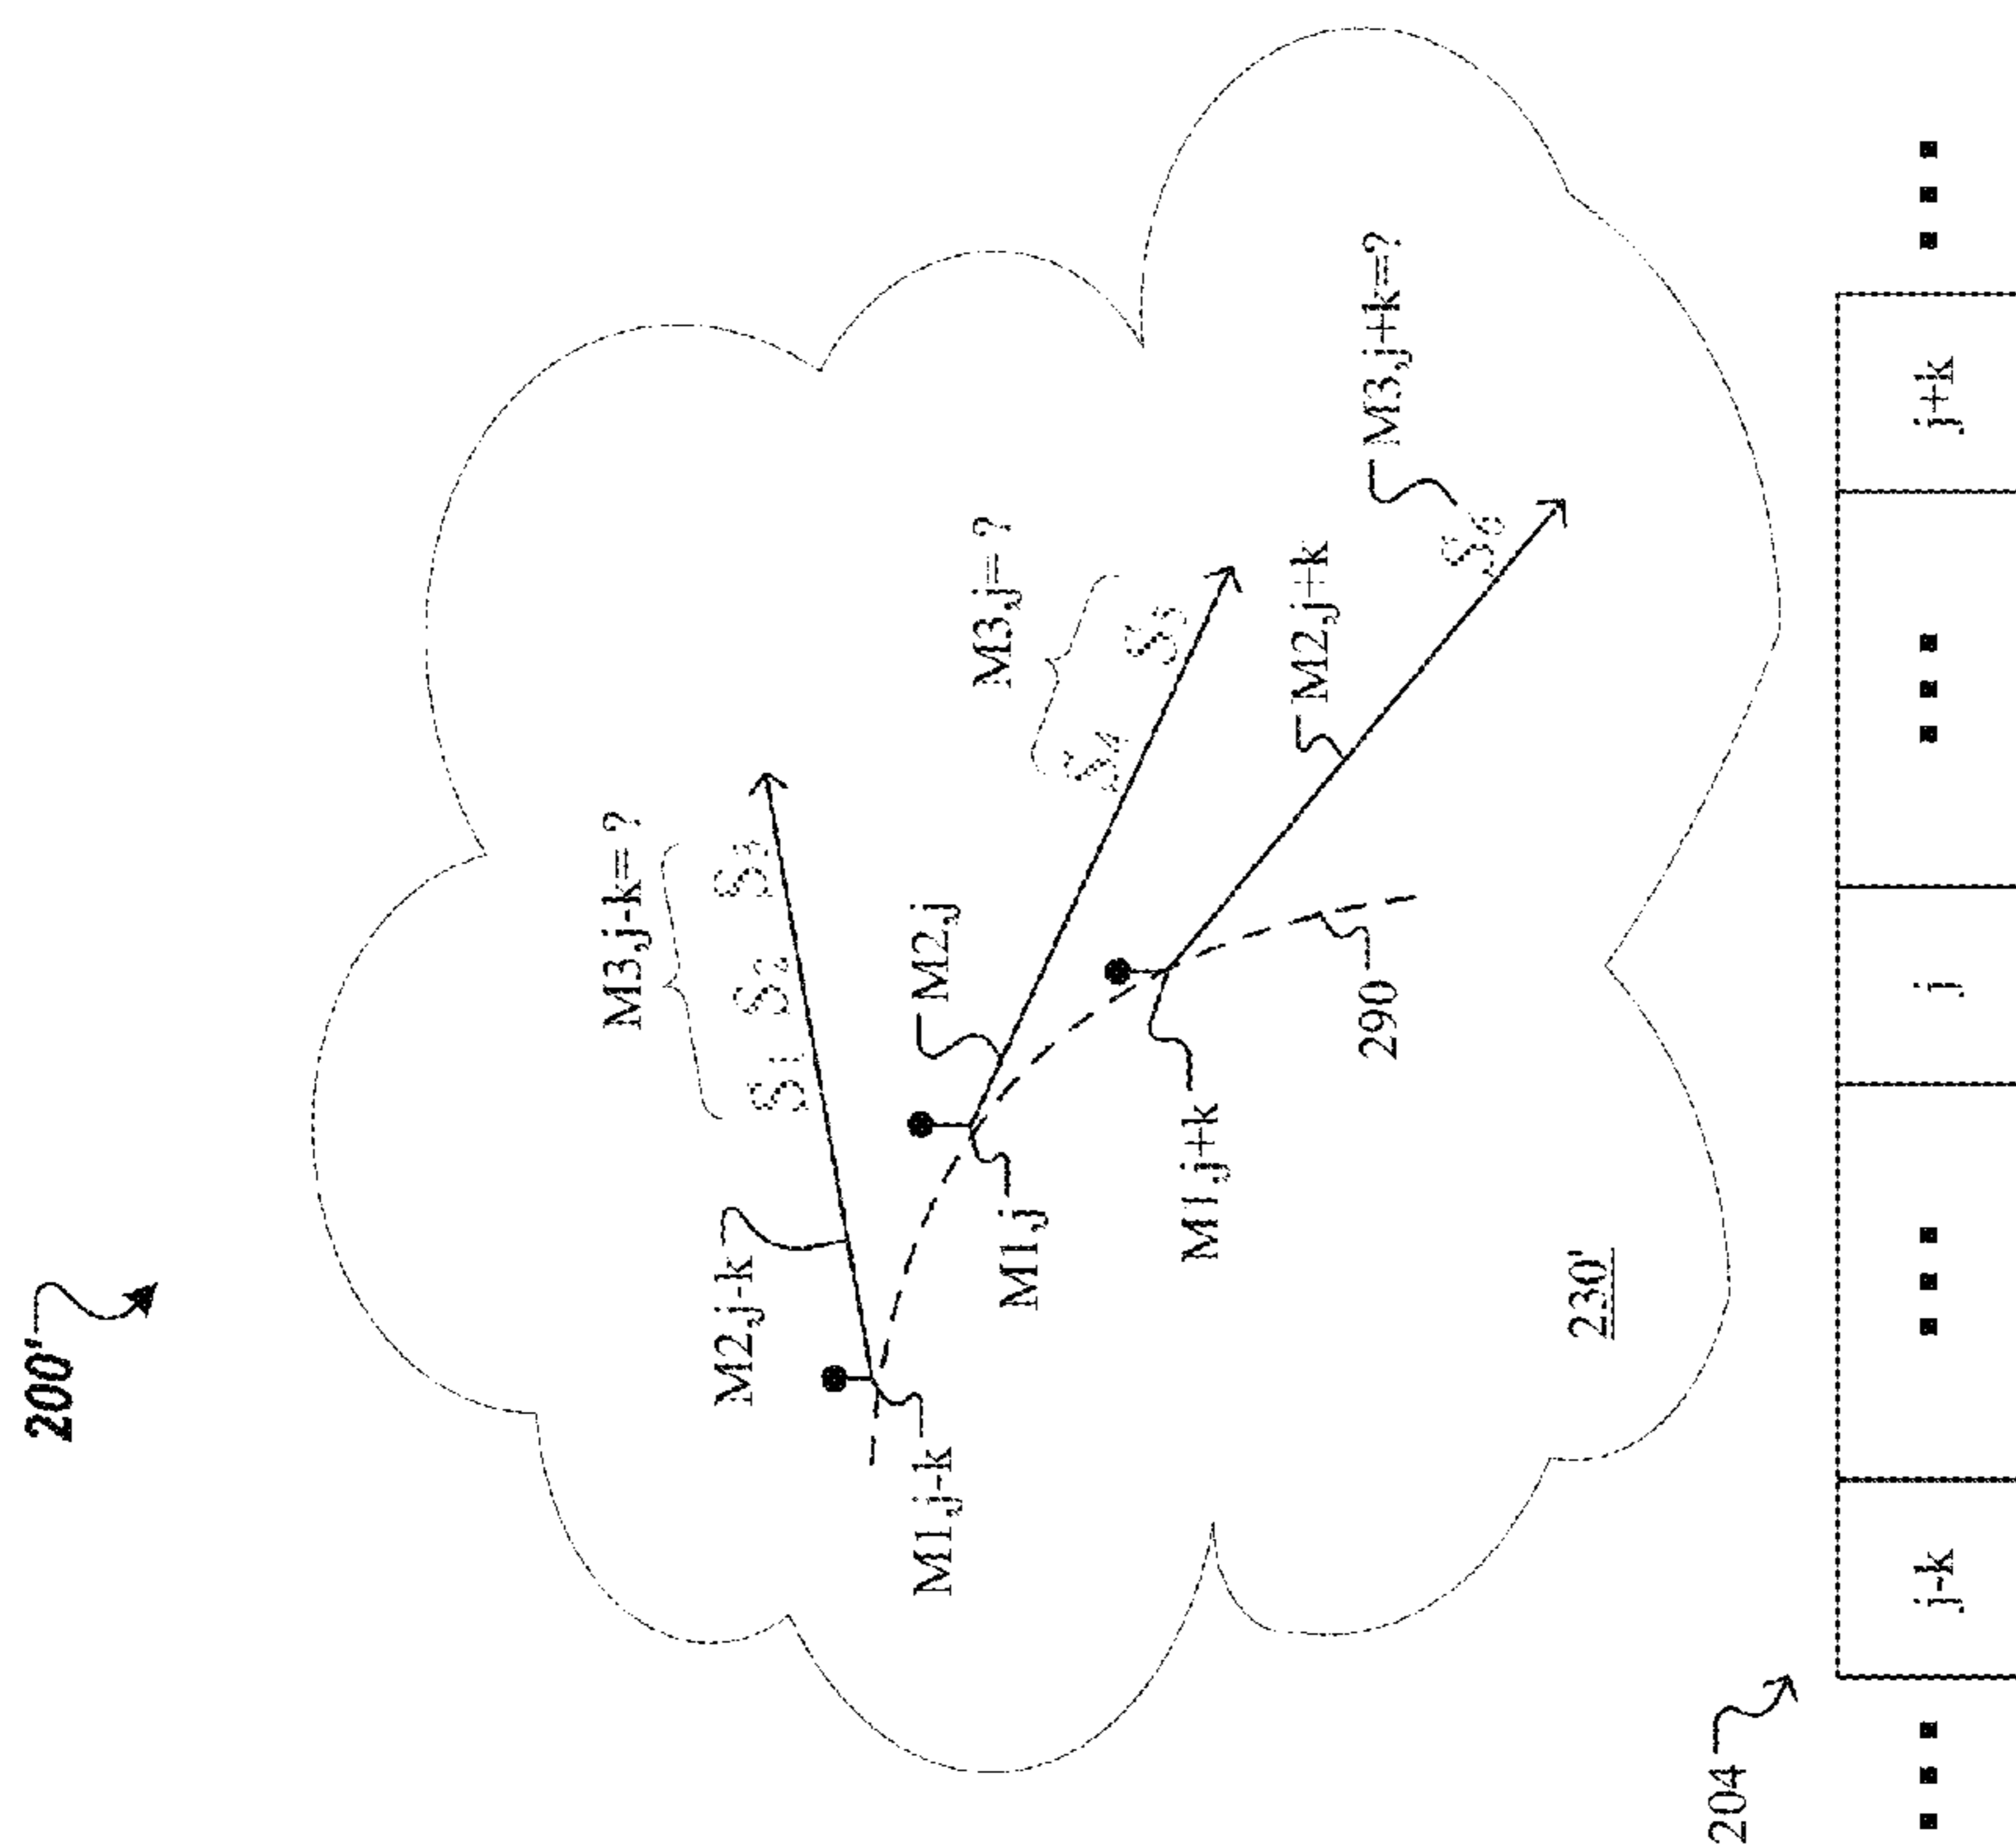 200'
M3,j-k=?
S1 S2 S3
M2,j-k
M1,j-k
M3,j=?
S4 S5
M2,j
M1,j
M3,j+k=?
S6
M2,j+k
M1,j+k
290
230'
204
j-k
j
j+k